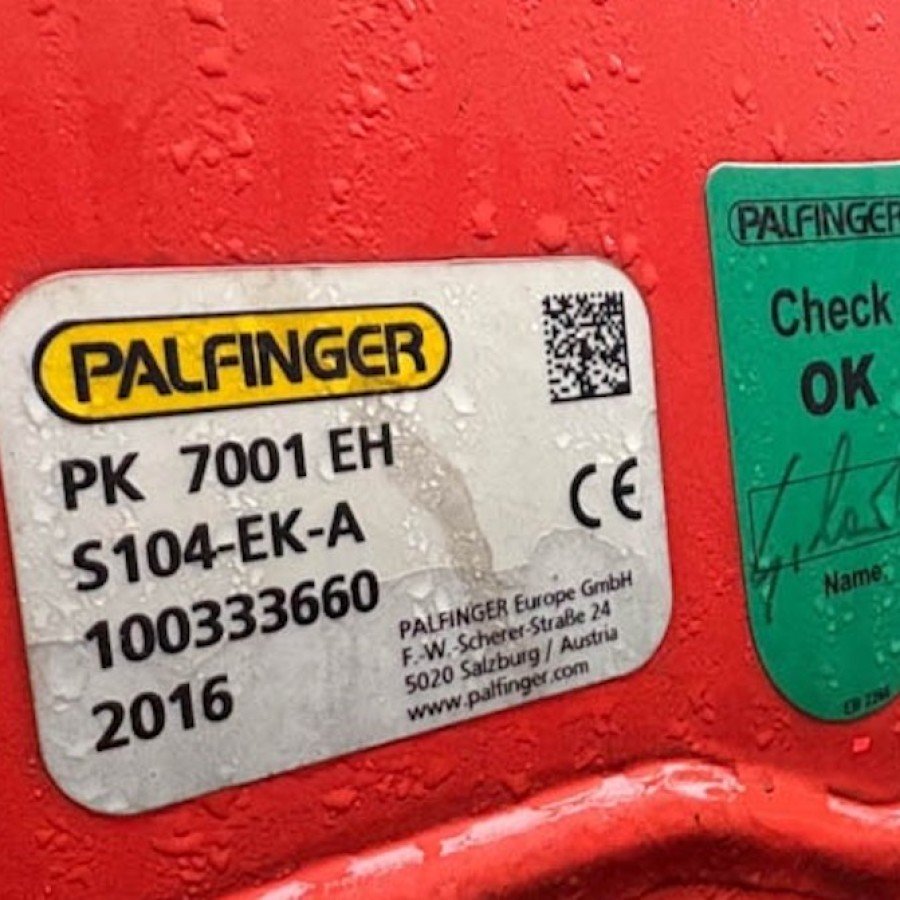 PALFINGER
PK 7001 EH
S104-EK-A
100333660
2016
PALFINGER Europe GmbH
F.-W.-Scherer-Straße 24
5020 Salzburg / Austria
www.palfinger.com
CE
PALFINGER
Check
OK
Name